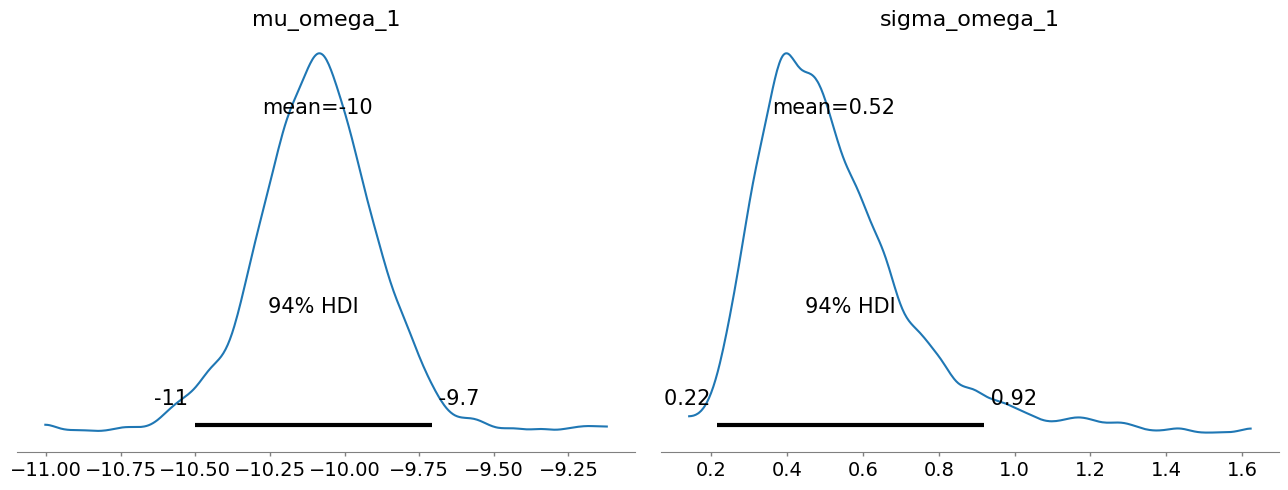 mu_omega_1
mean=-10
94% HDI
-11
-9.7
−11.00 −10.75 −10.50 −10.25 −10.00 −9.75 −9.50 −9.25
sigma_omega_1
mean=0.52
94% HDI
0.22
0.92
0.2 0.4 0.6 0.8 1.0 1.2 1.4 1.6